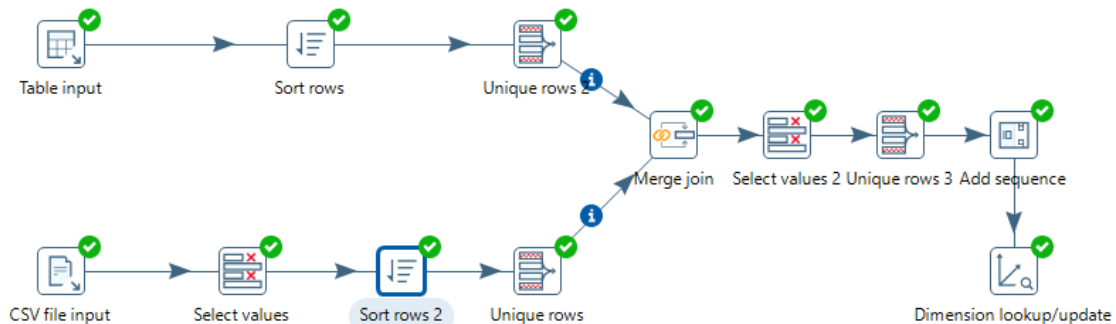 Table input
Sort rows
Unique rows 2
Merge join
Select values 2
Unique rows 3
Add sequence
CSV file input
Select values
Sort rows 2
Unique rows
Dimension lookup/update